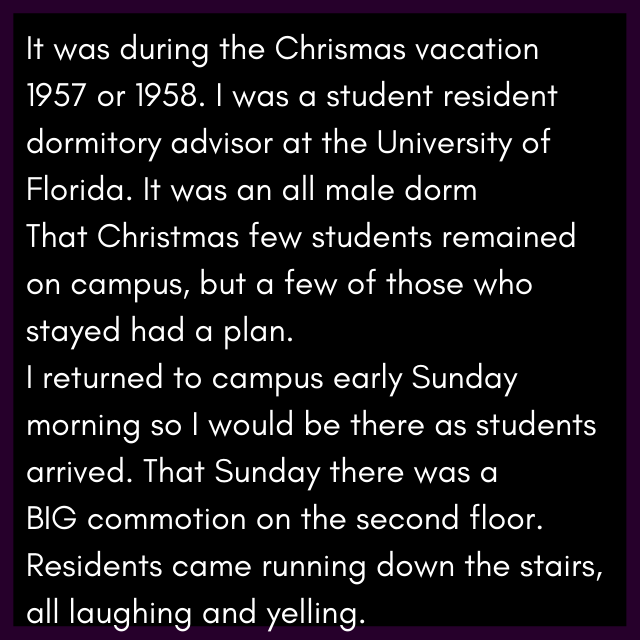 It was during the Chrismas vacation
1957 or 1958. I was a student resident
dormitory advisor at the University of
Florida. It was an all male dorm
That Christmas few students remained
on campus, but a few of those who
stayed had a plan.
I returned to campus early Sunday
morning so I would be there as students
arrived. That Sunday there was a
BIG commotion on the second floor.
Residents came running down the stairs,
all laughing and yelling.